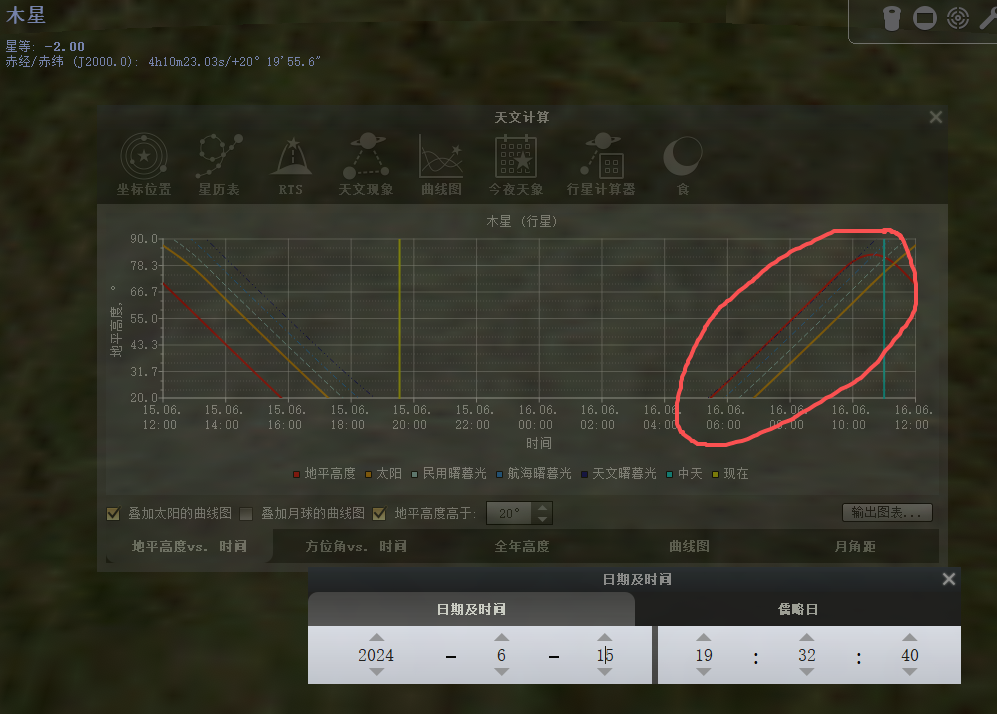 木星
星等: -2.00
赤经/赤纬 (J2000.0): 4h10m23.03s/+20° 19'55.6"
天文计算
坐标位置 星历表 RTS 天文现象 曲线图 今夜天象 行星计算器 食
木星 (行星)
90.0
78.3
66.7
55.0
43.3
31.7
20.0
地平高度, °
15.06. 15.06. 15.06. 15.06. 15.06. 15.06. 16.06. 16.06. 16.06. 16.06. 16.06. 16.06. 16.06.
12:00 14:00 16:00 18:00 20:00 22:00 00:00 02:00 04:00 06:00 08:00 10:00 12:00
时间
地平高度 太阳 民用曙暮光 航海曙暮光 天文曙暮光 中天 现在
叠加太阳的曲线图 叠加月球的曲线图 地平高度高于: 20° 输出图表...
地平高度vs. 时间 方位角vs. 时间 全年高度 曲线图 月角距
日期及时间
日期及时间 儒略日
2024 - 6 - 15 19 : 32 : 40